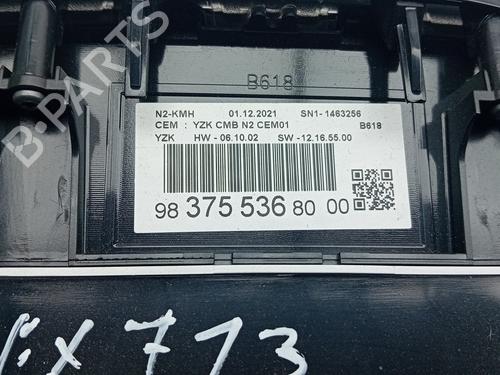 B618
N2-KMH 01.12.2021 SN1- 1463256
CEM : YZK CMB N2 CEM01 B618
YZK HW - 06.10.02 SW -12.16.55.00
98 375 536 80 00
B-PARTS
713